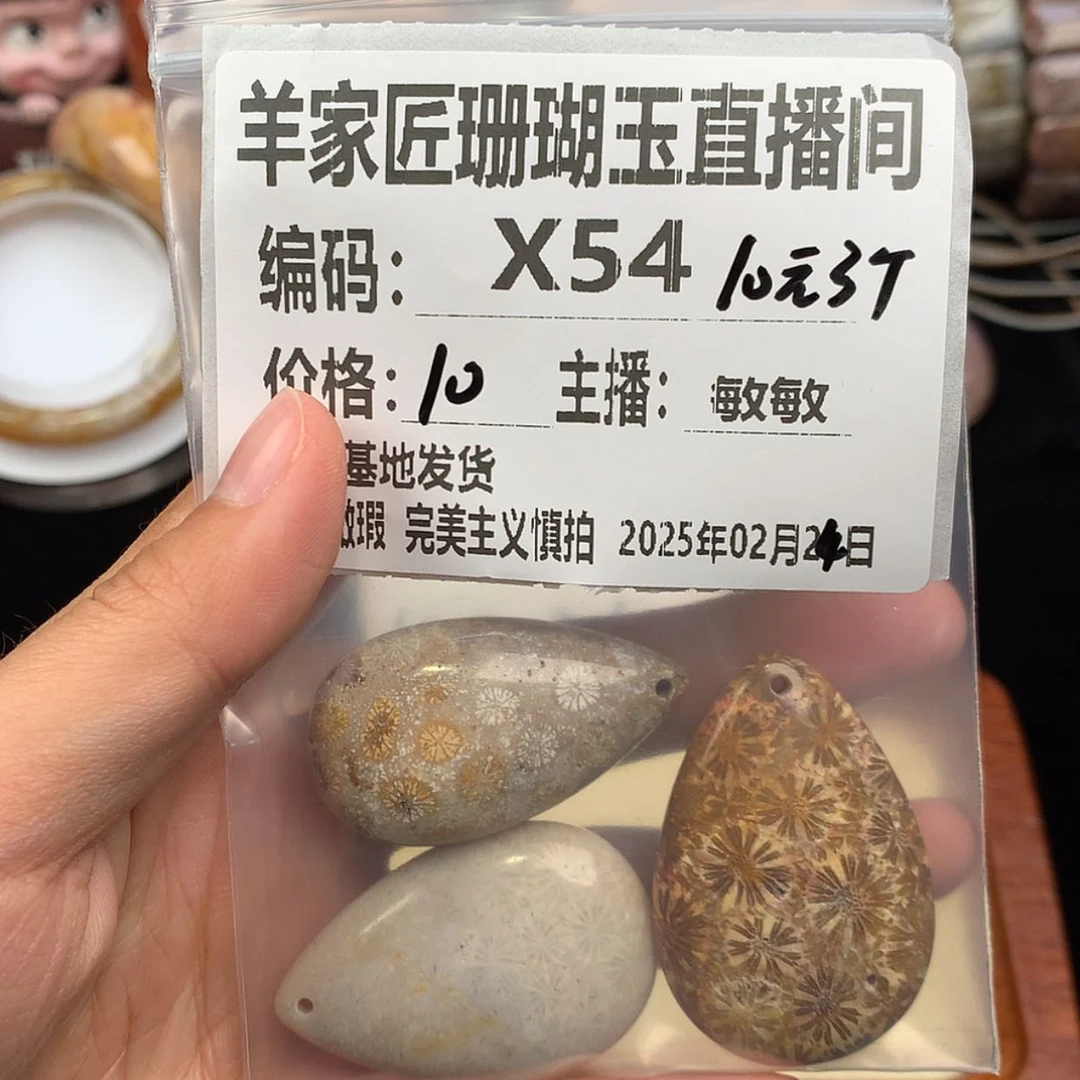 羊家匠珊瑚玉直播间
编码： X54 10元3个
价格：10 主播： 敏敏
基地发货
微瑕 完美主义慎拍 2025年02月24日